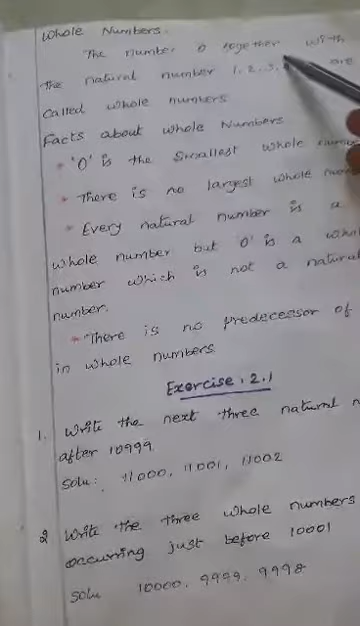 Whole Numbers.
The number 0 together with
the natural number 1, 2, 3, are
Called whole numbers
Facts about whole Numbers
* '0' is the smallest whole number
* There is no largest whole
* Every natural number is a
whole number but '0' is a whol
number which is not a natural
number.
* There is no predecessor of
in whole numbers
Exercise : 2.1
1. Write the next three natural n
after 10999
Solu: 11000, 11001, 11002
2 Write the three whole numbers
occurring just before 10001
Solu 10000, 9999, 9998